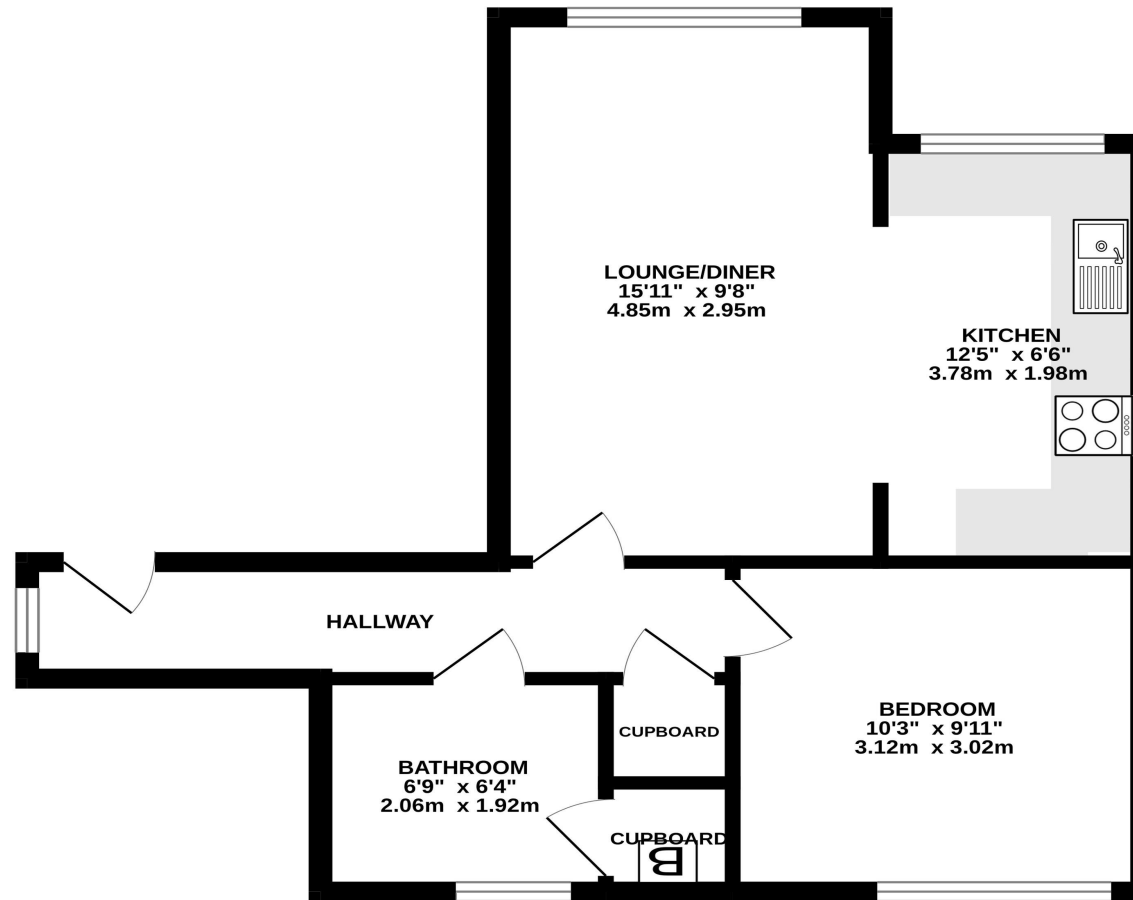 LOUNGE/DINER
15'11" x 9'8"
4.85m x 2.95m
KITCHEN
12'5" x 6'6"
3.78m x 1.98m
HALLWAY
BEDROOM
10'3" x 9'11"
3.12m x 3.02m
CUPBOARD
BATHROOM
6'9" x 6'4"
2.06m x 1.92m
CUPBOARD
B